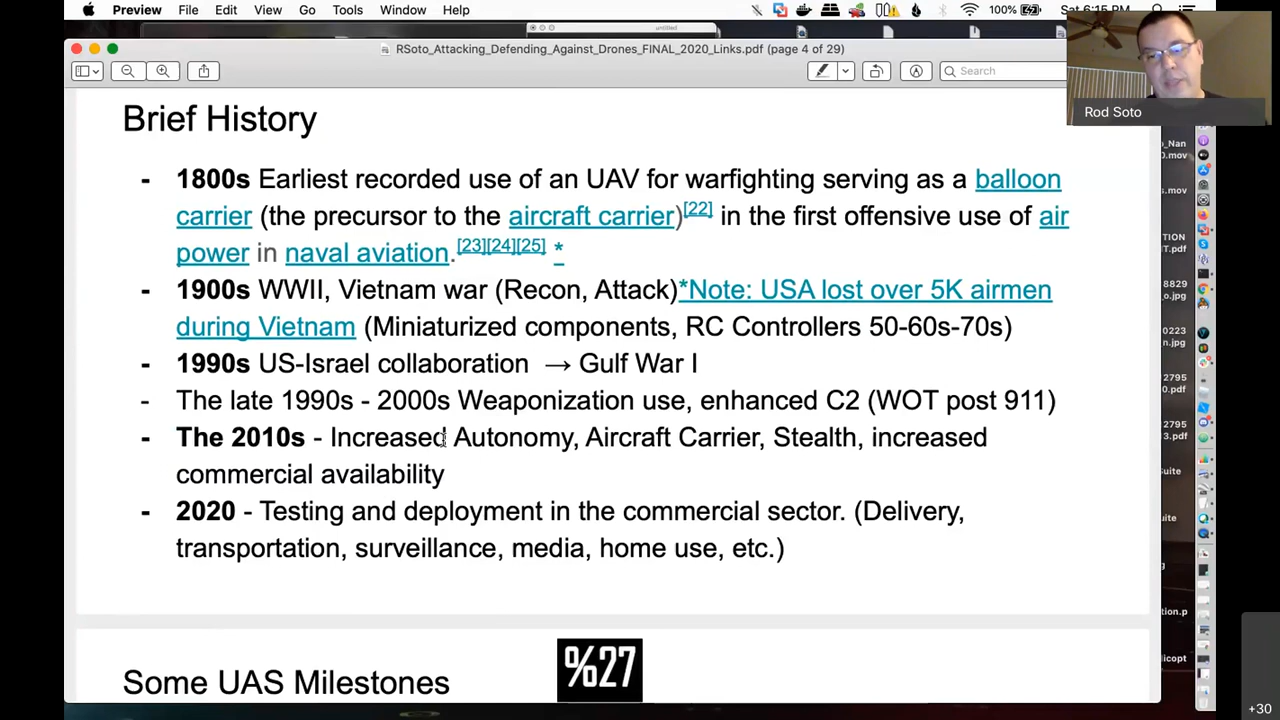 Preview File Edit View Go Tools Window Help 100% Sat 6:15 PM
untitled
RSoto_Attacking_Defending_Against_Drones_FINAL_2020_Links.pdf (page 4 of 29)
Search
Rod Soto
Brief History
- 1800s Earliest recorded use of an UAV for warfighting serving as a balloon
carrier (the precursor to the aircraft carrier)[22] in the first offensive use of air
power in naval aviation.[23][24][25] *
- 1900s WWII, Vietnam war (Recon, Attack)*Note: USA lost over 5K airmen
during Vietnam (Miniaturized components, RC Controllers 50-60s-70s)
- 1990s US-Israel collaboration → Gulf War I
- The late 1990s - 2000s Weaponization use, enhanced C2 (WOT post 911)
- The 2010s - Increased Autonomy, Aircraft Carrier, Stealth, increased
commercial availability
- 2020 - Testing and deployment in the commercial sector. (Delivery,
transportation, surveillance, media, home use, etc.)
Some UAS Milestones
%27
+30